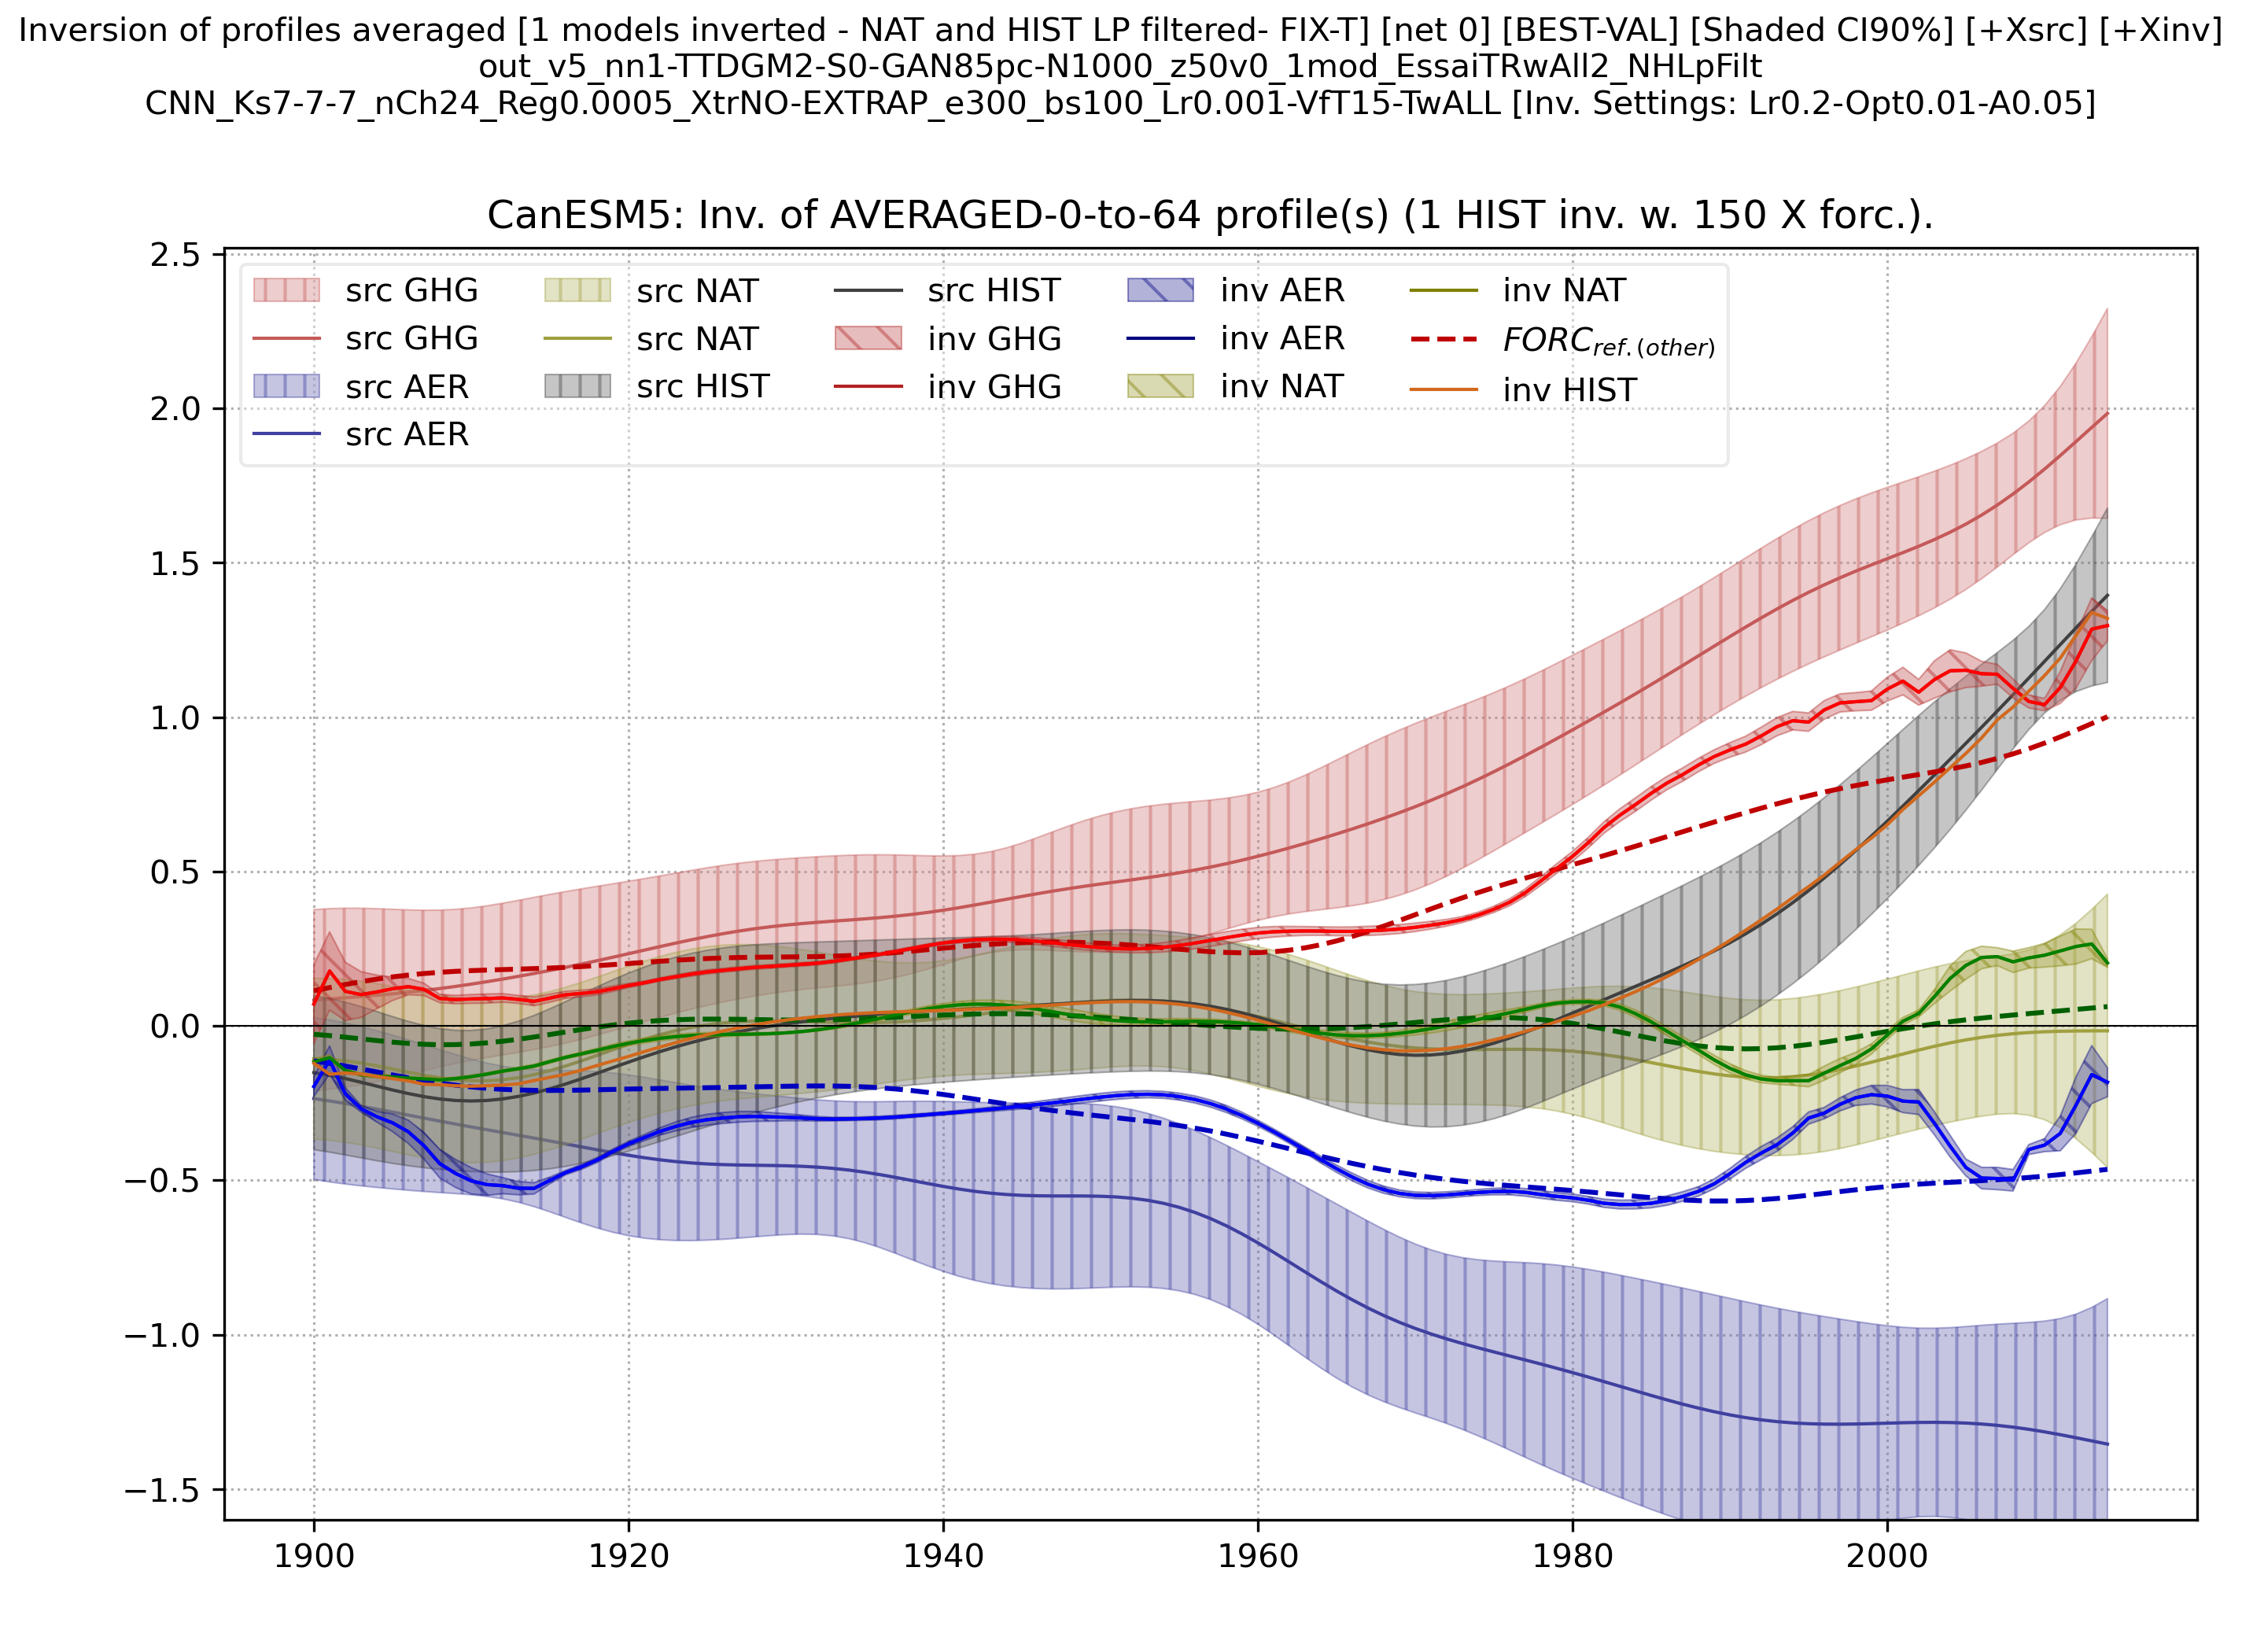 Inversion of profiles averaged [1 models inverted - NAT and HIST LP filtered- FIX-T] [net 0] [BEST-VAL] [Shaded CI90%] [+Xsrc] [+Xinv]
out_v5_nn1-TTDGM2-S0-GAN85pc-N1000_z50v0_1mod_EssaiTRwAll2_NHLpFilt
CNN_Ks7-7-7_nCh24_Reg0.0005_XtrNO-EXTRAP_e300_bs100_Lr0.001-VfT15-TwALL [Inv. Settings: Lr0.2-Opt0.01-A0.05]
CanESM5: Inv. of AVERAGED-0-to-64 profile(s) (1 HIST inv. w. 150 X forc.).
src GHG
src GHG
src AER
src AER
src NAT
src NAT
src HIST
src HIST
inv GHG
inv GHG
inv AER
inv AER
inv NAT
inv NAT
FORC ref.(other)
inv HIST
2.5
2.0
1.5
1.0
0.5
0.0
−0.5
−1.0
−1.5
1900 1920 1940 1960 1980 2000